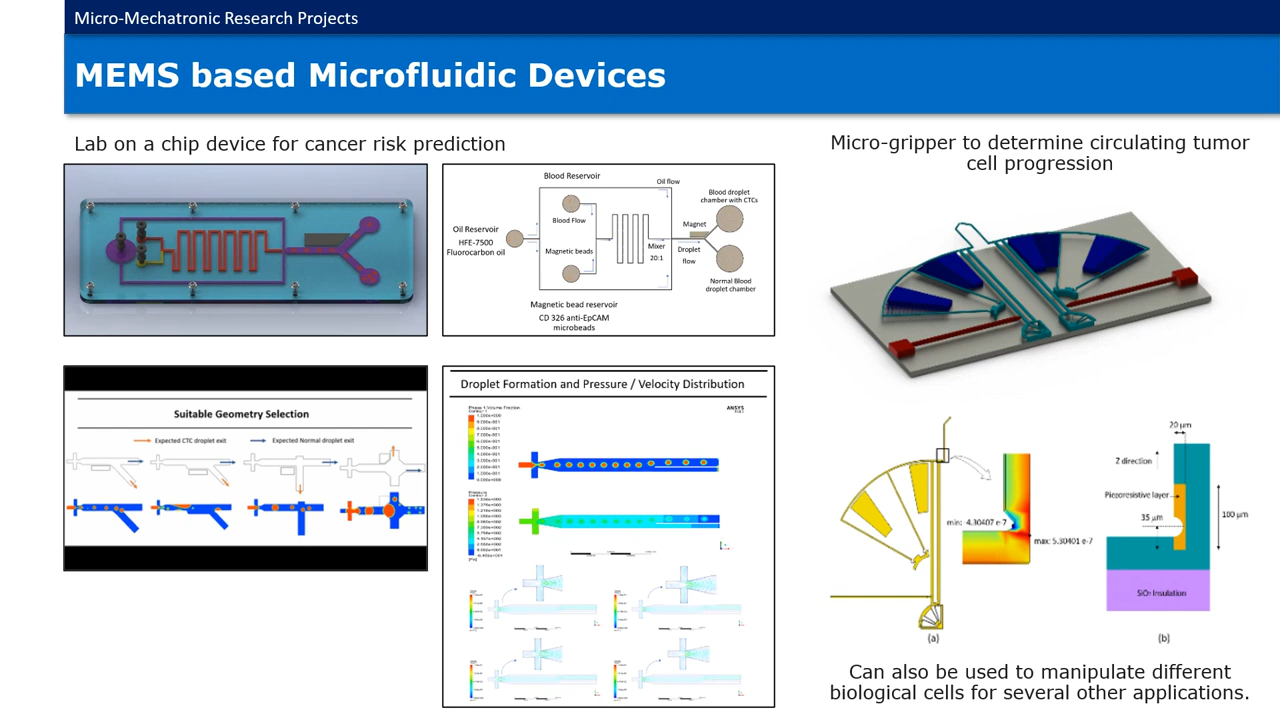 Micro-Mechatronic Research Projects
MEMS based Microfluidic Devices
Lab on a chip device for cancer risk prediction
Blood Reservoir
Oil flow
Blood droplet
chamber with CTCs
Blood Flow
Oil Reservoir
HFE-7500
Fluorocarbon oil
Magnet
Magnetic beads
Mixer
20:1
Droplet
flow
Normal Blood
droplet chamber
Magnetic bead reservoir
CD 326 anti-EpCAM
microbeads
Suitable Geometry Selection
Expected CTC droplet exit
Expected Normal droplet exit
Droplet Formation and Pressure / Velocity Distribution
ANSYS
Micro-gripper to determine circulating tumor
cell progression
min: -4.30407 e-7
max: 5.30401 e-7
(a)
20 µm
Z direction
Piezoresistive layer
35 µm
100 µm
SiO² Insulation
(b)
Can also be used to manipulate different
biological cells for several other applications.